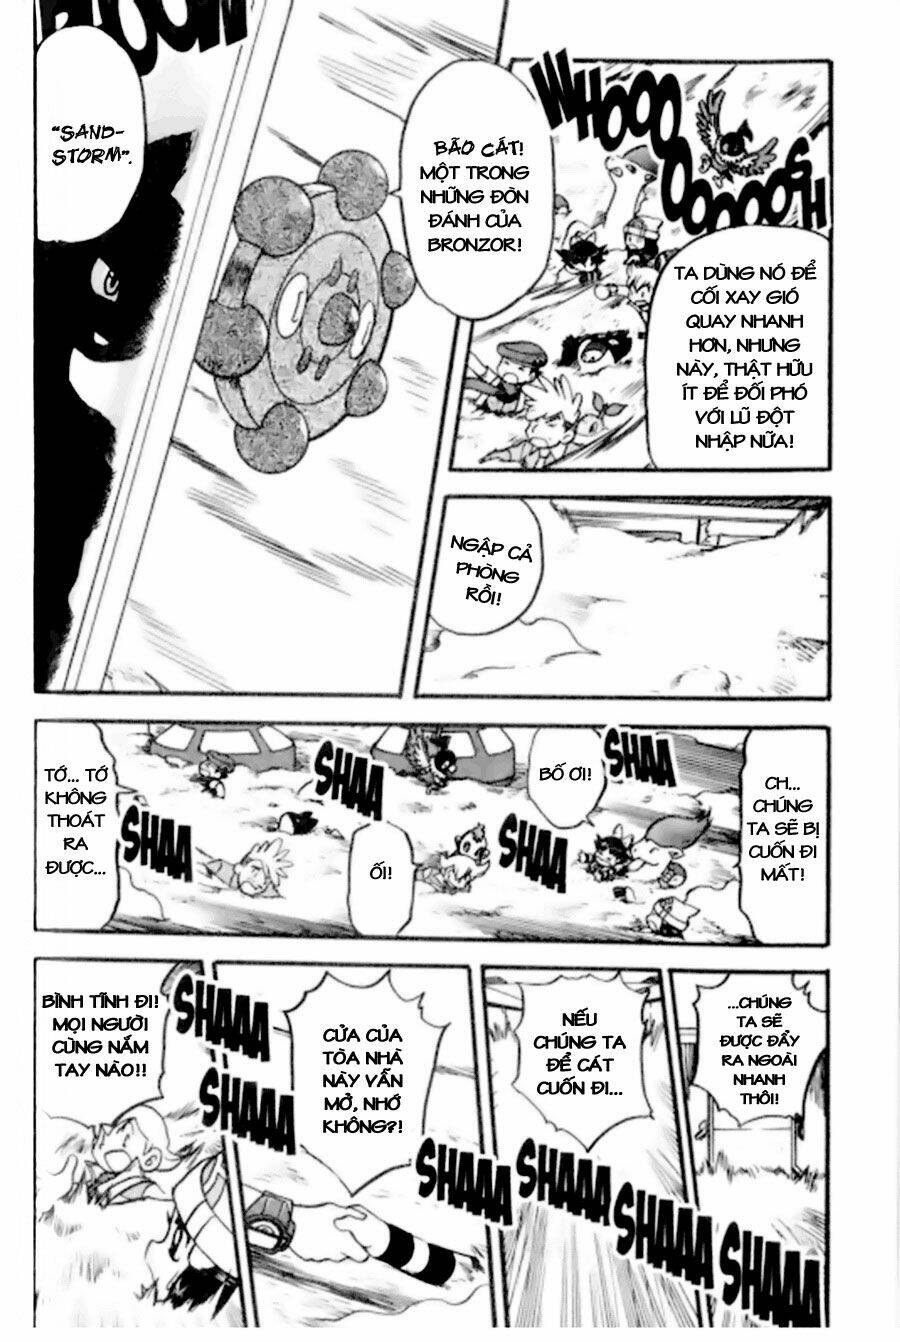 "SAND-
STORM".
BÃO CÁT!
MỘT TRONG
NHỮNG ĐÒN
ĐÁNH CỦA
BRONZOR!
WHOOOOOOOOOSH
TA DÙNG NÓ ĐỂ
CỐI XAY GIÓ
QUAY NHANH
HƠN, NHƯNG
NÀY, THẬT HỮU
ÍT ĐỂ ĐỐI PHÓ
VỚI LŨ ĐỘT
NHẬP NỮA!
NGẬP CẢ
PHÒNG
RỒI!
TỚ... TỚ
KHÔNG
THOÁT
RA
ĐƯỢC...
SHAA
SHAA
ỐI!
BỐ ƠI!
SHAA
SHAA
CH...
CHÚNG
TA SẼ BỊ
CUỐN ĐI
MẤT!
BÌNH TĨNH ĐI!
MỌI NGƯỜI
CÙNG NẮM
TAY NÀO!!
SHAAA
SHAAA
CỬA CỦA
TÒA NHÀ
NÀY VẪN
MỞ, NHỚ
KHÔNG?!
SHAAA
NẾU
CHÚNG TA
ĐỂ CÁT
CUỐN ĐI...
SHAAA
SHAAA
...CHÚNG
TA SẼ
ĐƯỢC ĐẨY
RA NGOÀI
NHANH
THÔI!
SHAAA